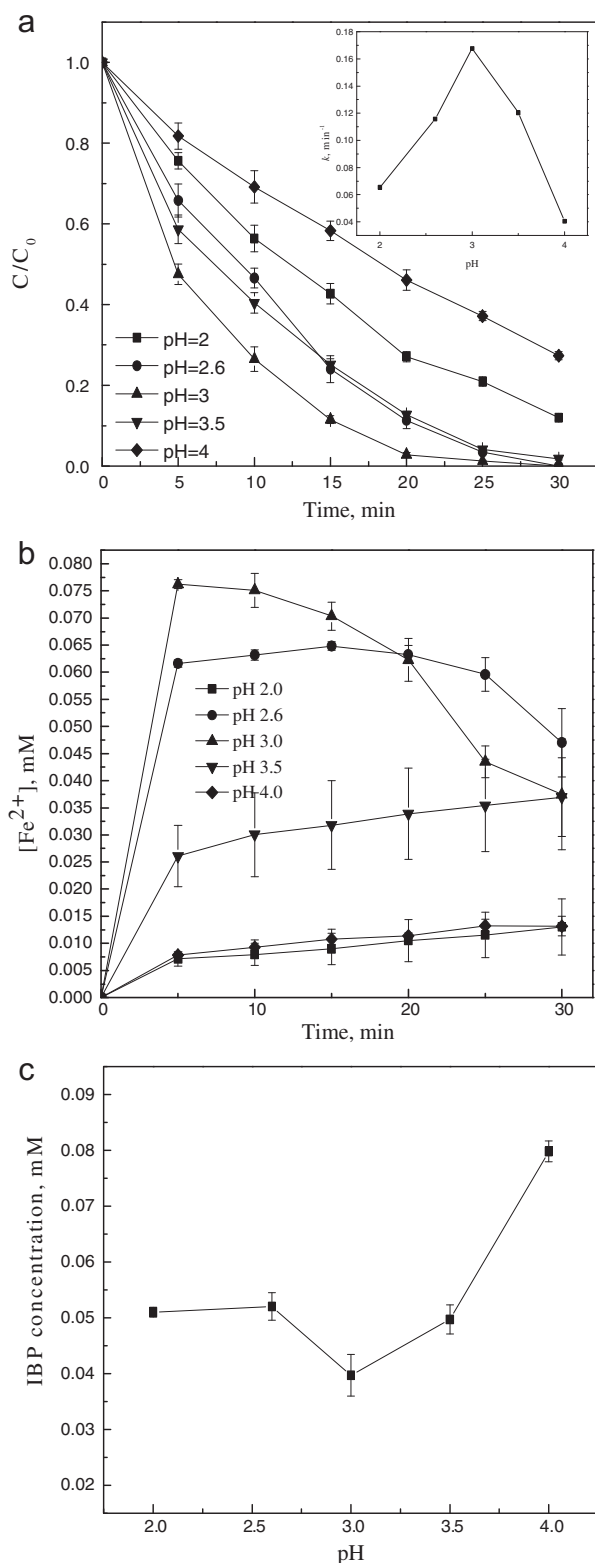 a
1.0
0.8
0.6
0.4
0.2
0.0
C/C0
0 5 10 15 20 25 30
Time, min
pH=2
pH=2.6
pH=3
pH=3.5
pH=4
0.18
0.16
0.14
0.12
0.10
0.08
0.06
0.04
k, min-1
2 3 4
pH
b
0.080
0.075
0.070
0.065
0.060
0.055
0.050
0.045
0.040
0.035
0.030
0.025
0.020
0.015
0.010
0.005
0.000
[Fe2+], mM
pH 2.0
pH 2.6
pH 3.0
pH 3.5
pH 4.0
0 5 10 15 20 25 30
Time, min
c
0.09
0.08
0.07
0.06
0.05
0.04
0.03
0.02
IBP concentration, mM
2.0 2.5 3.0 3.5 4.0
pH